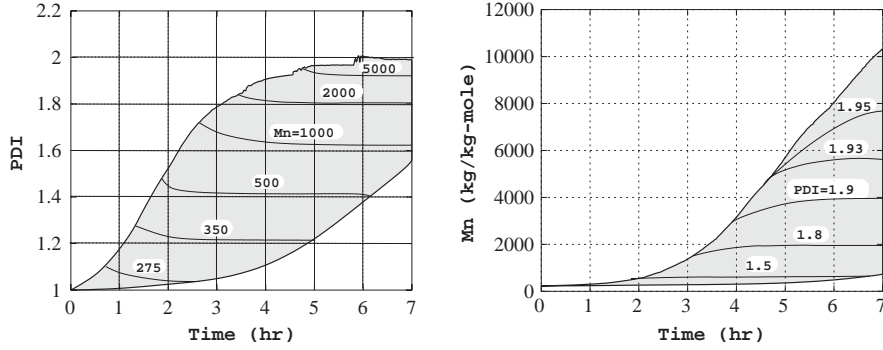 2.2
2
1.8
1.6
1.4
1.2
1
PDI
5000
2000
Mn=1000
500
350
275
0 1 2 3 4 5 6 7
Time (hr)
12000
10000
8000
6000
4000
2000
0
Mn (kg/kg-mole)
1.95
1.93
PDI=1.9
1.8
1.5
0 1 2 3 4 5 6 7
Time (hr)